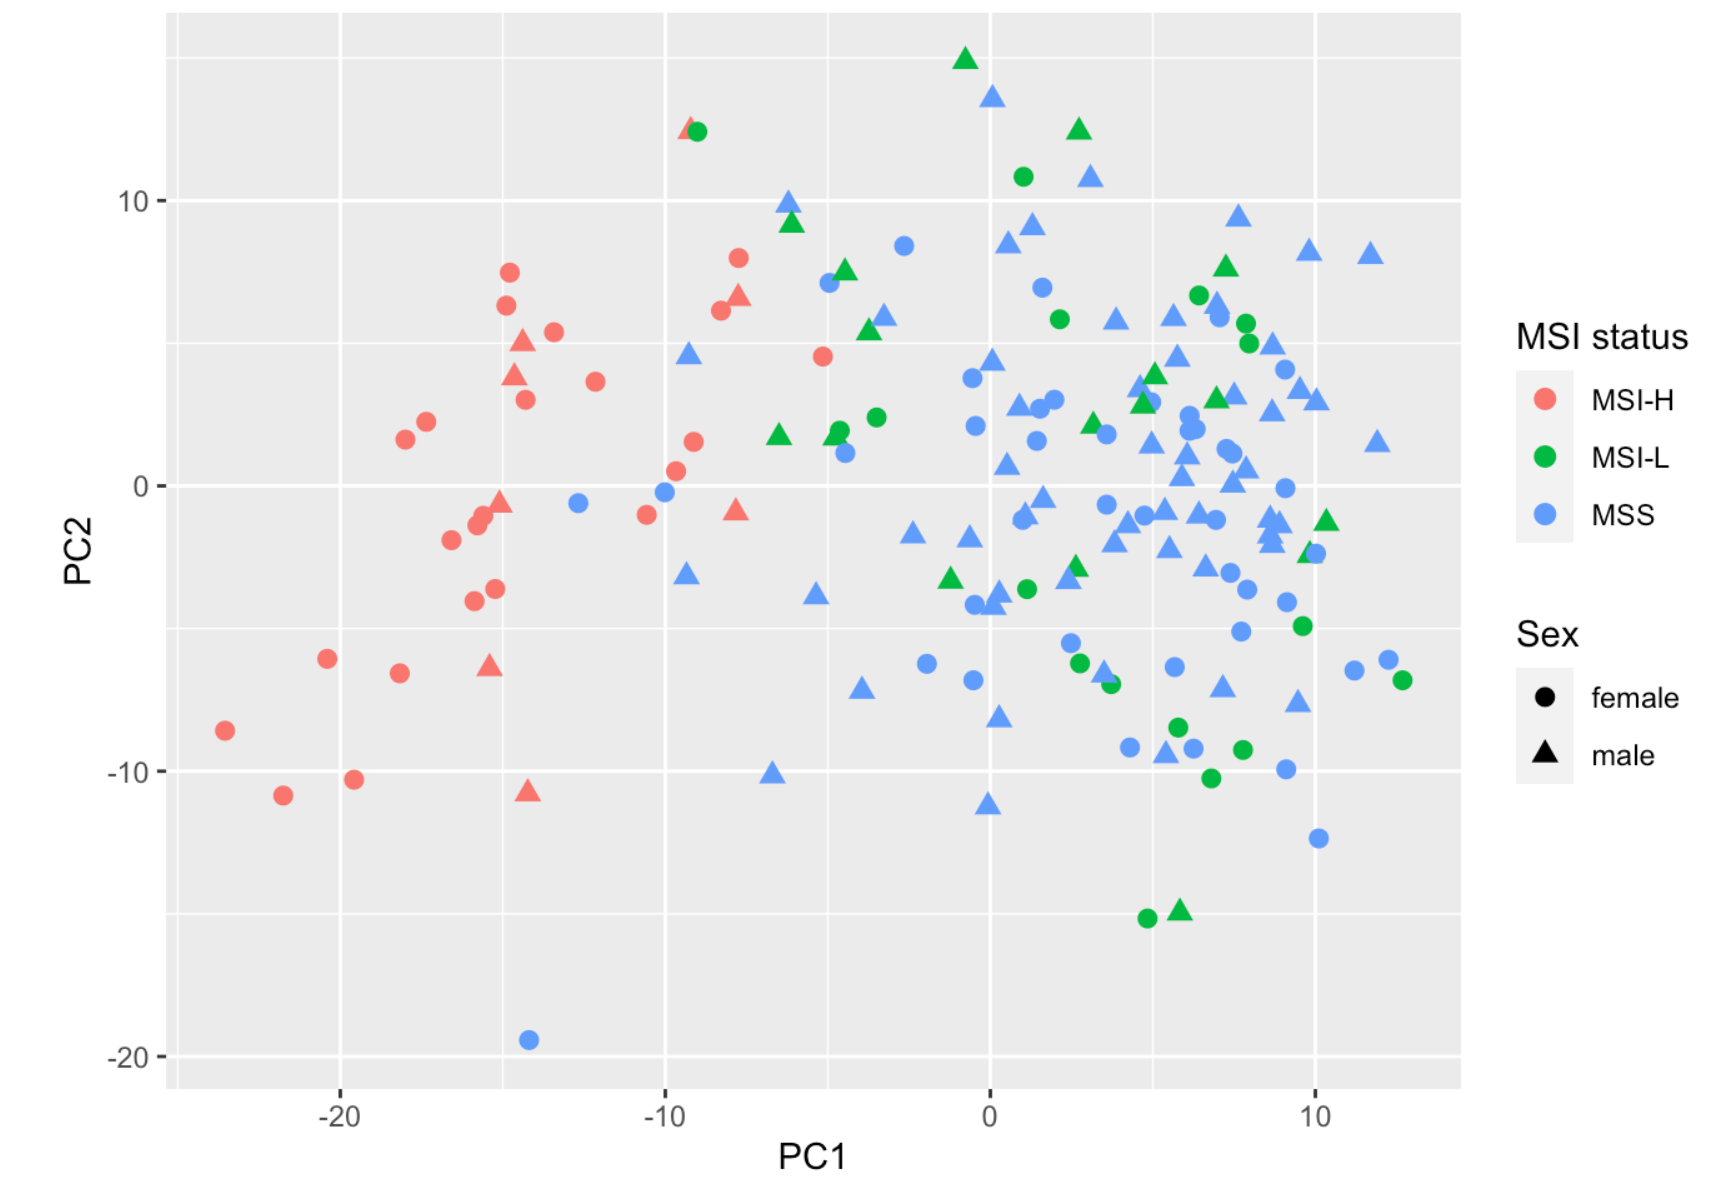 PC2
10
0
-10
-20
-20
-10
0
10
PC1
MSI status
MSI-H
MSI-L
MSS
Sex
female
male